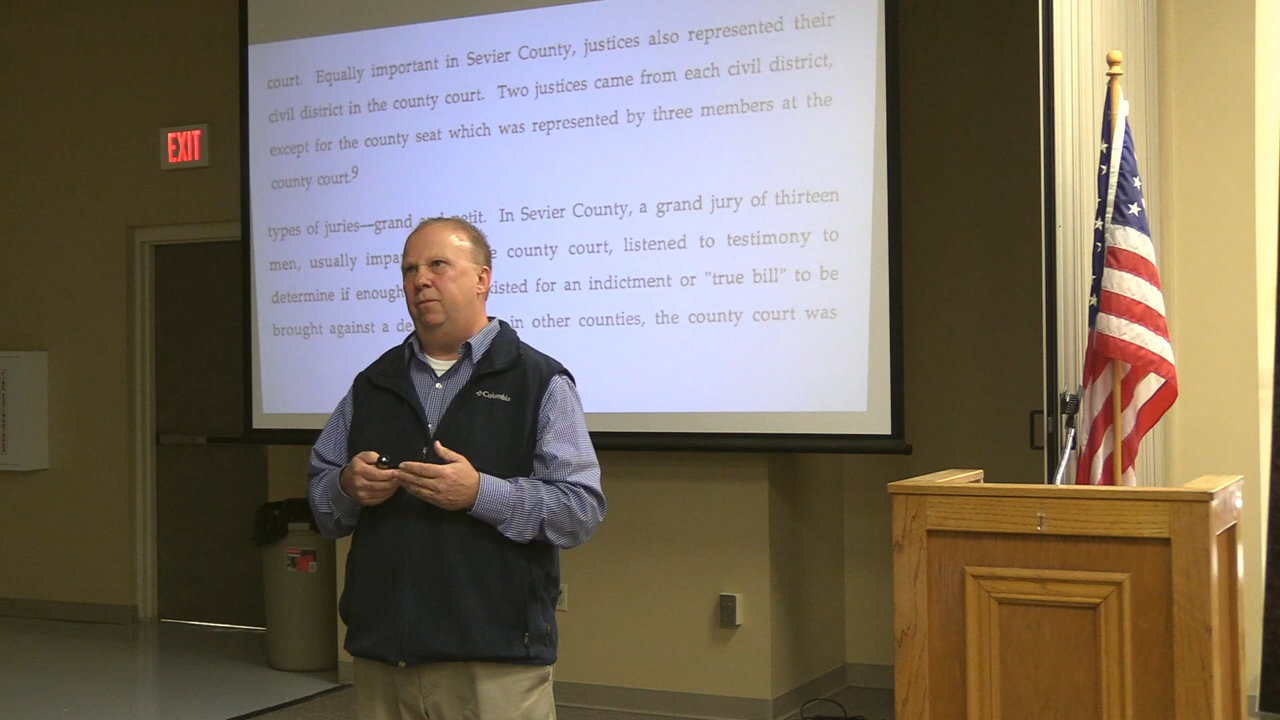 court. Equally important in Sevier County, justices also represented their
civil district in the county court. Two justices came from each civil district,
except for the county seat which was represented by three members at the
county court.9
types of juries—grand and petit. In Sevier County, a grand jury of thirteen
men, usually county court, listened to testimony to
determine if enough existed for an indictment or "true bill" to be
brought against a in other counties, the county court was
EXIT
Columbia